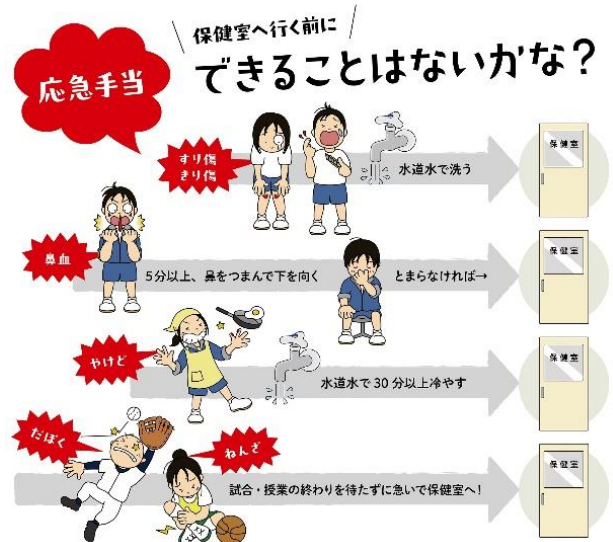 応急手当
保健室へ行く前に
できることはないかな?
すり傷
きり傷
水道水で洗う
保健室
鼻血
5分以上、鼻をつまんで下を向く
とまらなければ→
保健室
やけど
水道水で30分以上冷やす
保健室
だぼく
ねんざ
試合・授業の終わりを待たずに急いで保健室へ!
保健室